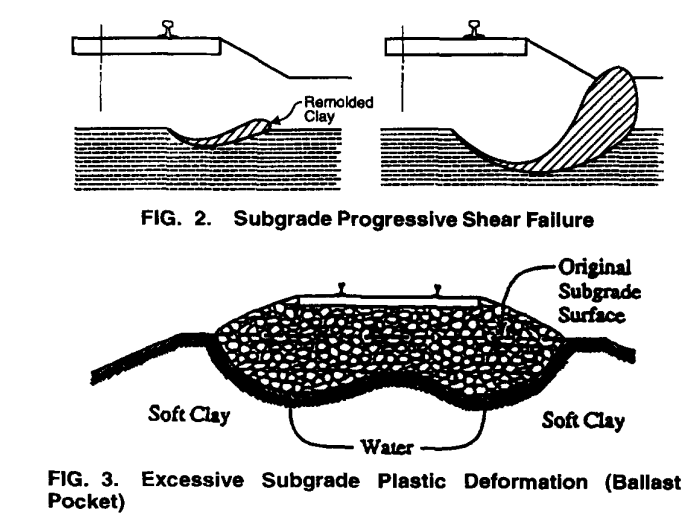 Remolded
Clay
FIG. 2. Subgrade Progressive Shear Failure
Original
Subgrade
Surface
Soft Clay
Soft Clay
Water
FIG. 3. Excessive Subgrade Plastic Deformation (Ballast
Pocket)